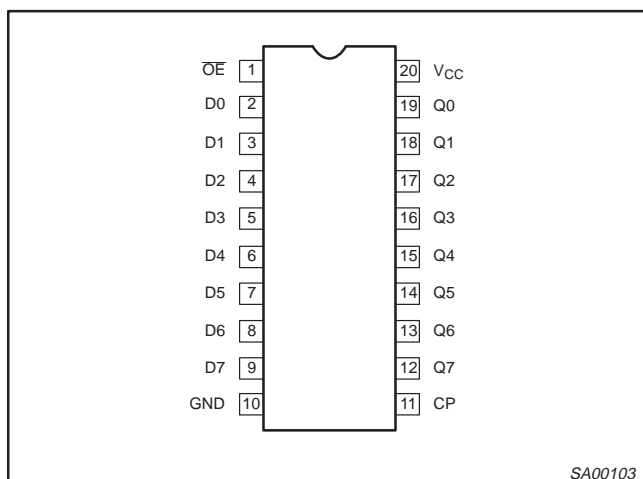 O̅E̅ 1 20 VCC
D0 2 19 Q0
D1 3 18 Q1
D2 4 17 Q2
D3 5 16 Q3
D4 6 15 Q4
D5 7 14 Q5
D6 8 13 Q6
D7 9 12 Q7
GND 10 11 CP
SA00103